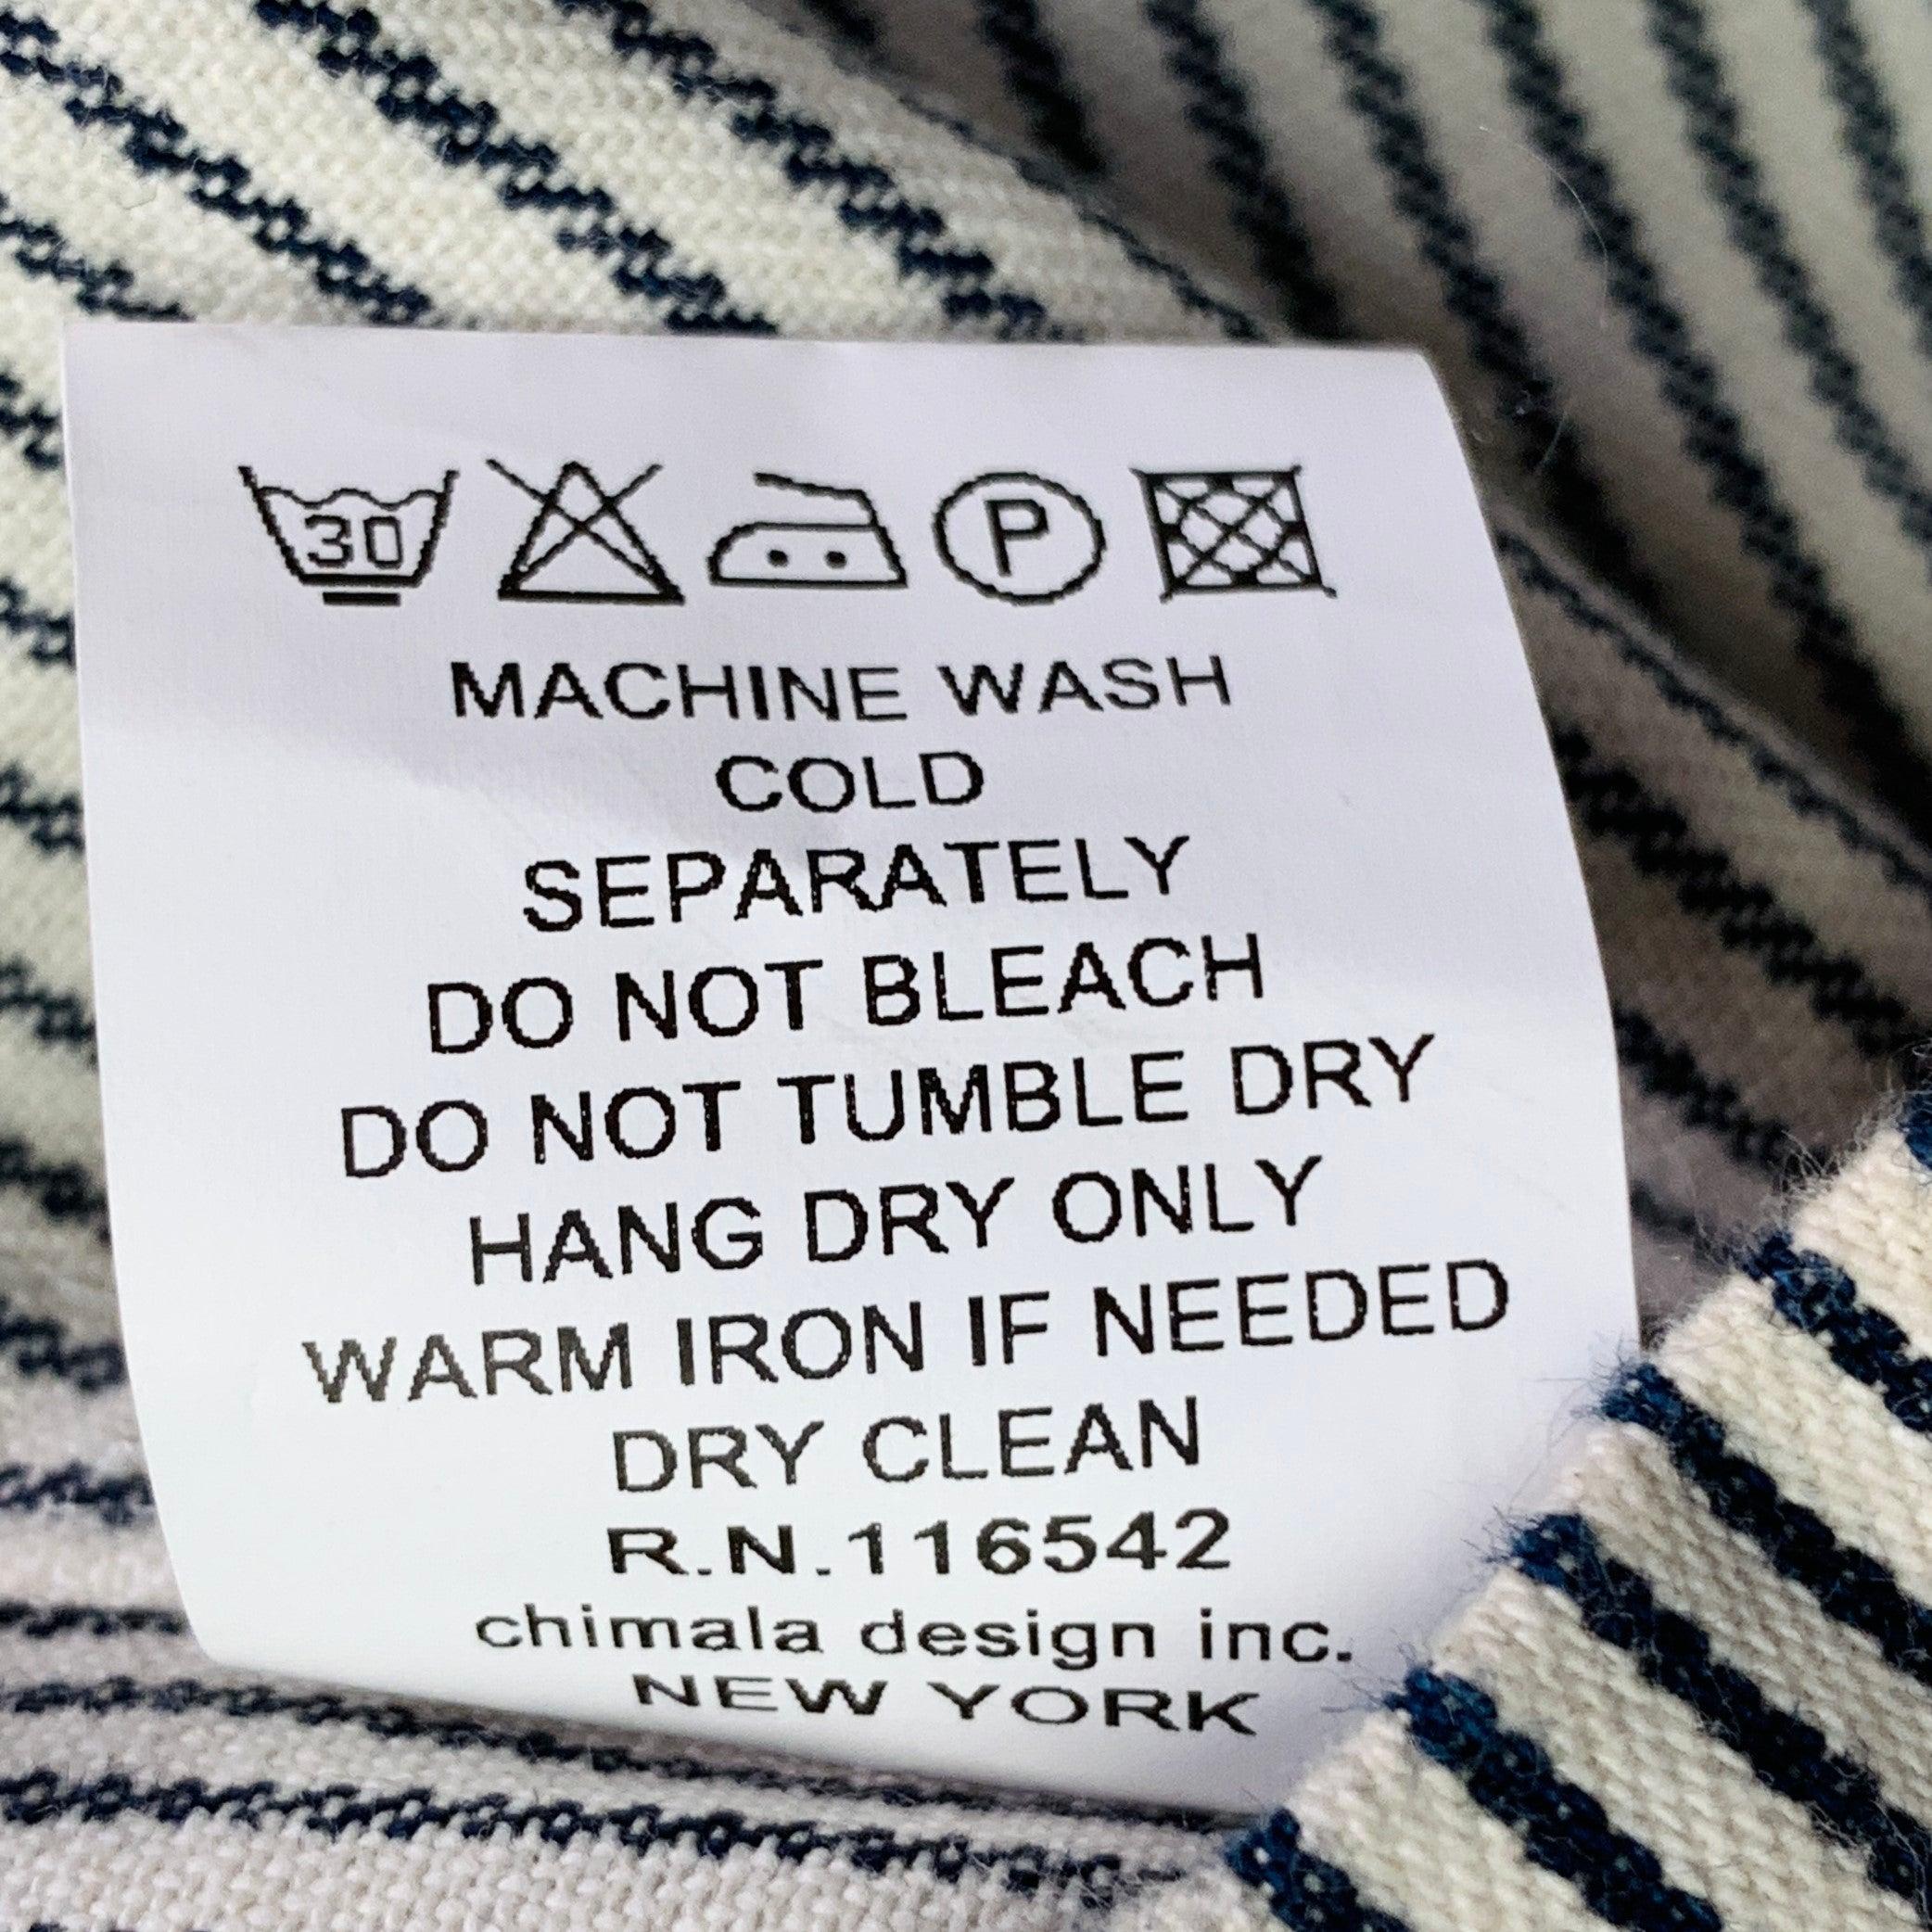 30 P
MACHINE WASH
COLD
SEPARATELY
DO NOT BLEACH
DO NOT TUMBLE DRY
HANG DRY ONLY
WARM IRON IF NEEDED
DRY CLEAN
R.N.116542
chimala design inc.
NEW YORK